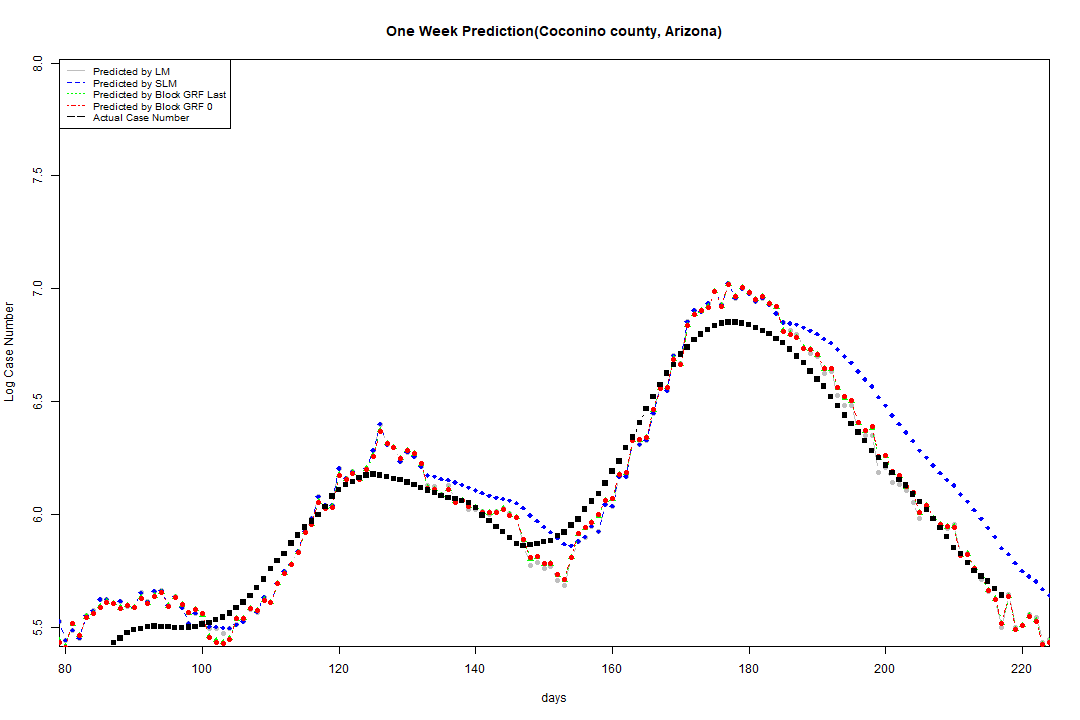 One Week Prediction(Coconino county, Arizona)
Predicted by LM
Predicted by SLM
Predicted by Block GRF Last
Predicted by Block GRF 0
Actual Case Number
8.0
7.5
7.0
6.5
6.0
5.5
Log Case Number
80 100 120 140 160 180 200 220
days